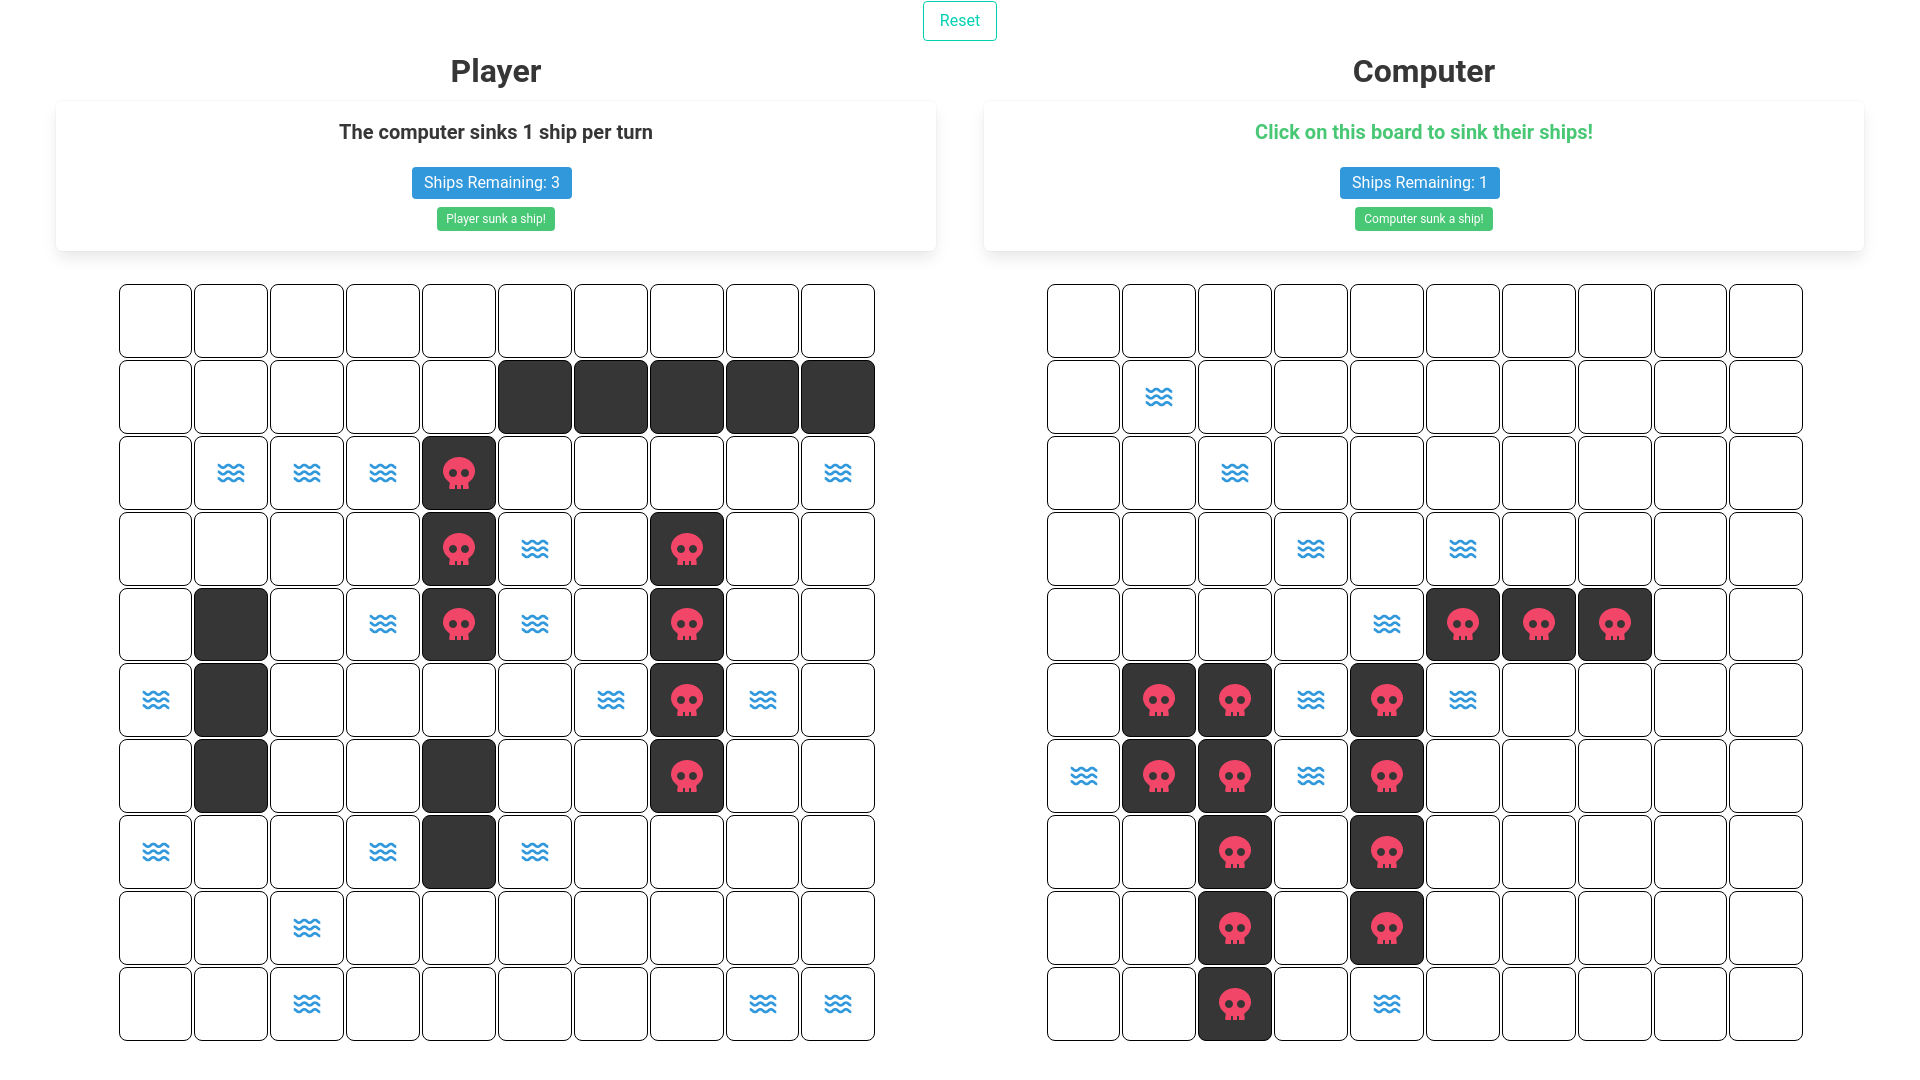 Reset
Player
The computer sinks 1 ship per turn
Ships Remaining: 3
Player sunk a ship!
Computer
Click on this board to sink their ships!
Ships Remaining: 1
Computer sunk a ship!